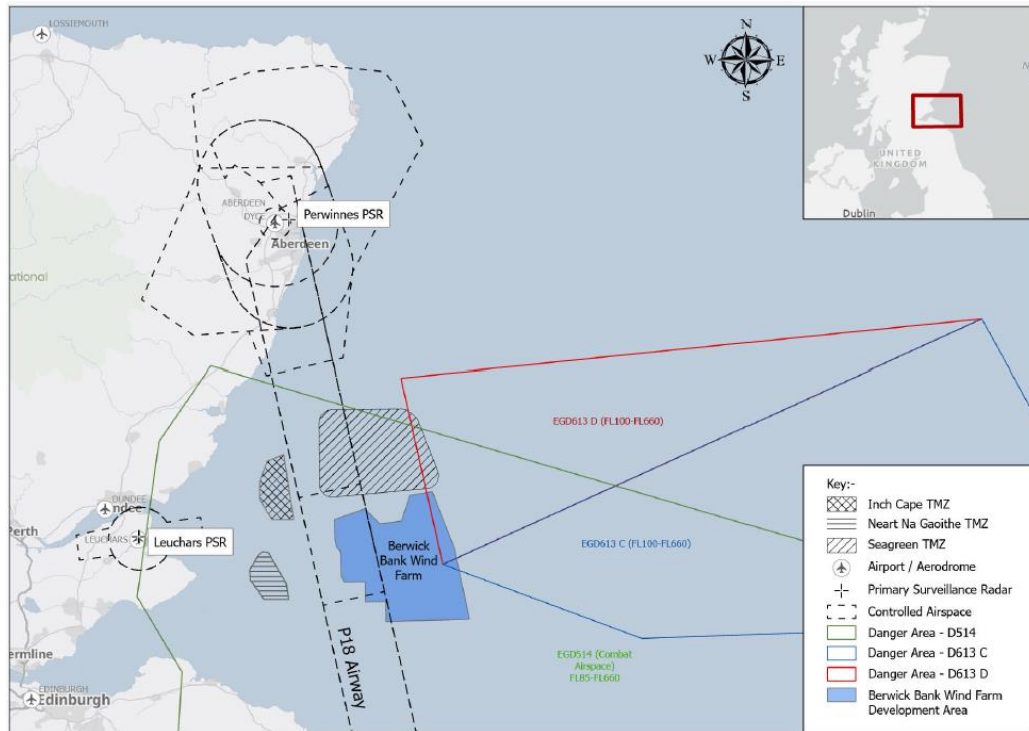 LOSSIEMOUTH
N
W
E
S
UNITED
KINGDOM
Dublin
N
ABERDEEN
DYCE
Perwinnes PSR
Aberdeen
national
EGD613 D (FL100-FL660)
DUNDEE
ndee
Perth
LEUCHARS
Leuchars PSR
Berwick
Bank Wind
Farm
EGD613 C (FL100-FL660)
P18 Airway
EGD514 (Combat
Airspace)
FL85-FL660
ermline
EDINBURGH
Edinburgh
Key:-
Inch Cape TMZ
Neart Na Gaoithe TMZ
Seagreen TMZ
Airport / Aerodrome
Primary Surveillance Radar
Controlled Airspace
Danger Area - D514
Danger Area - D613 C
Danger Area - D613 D
Berwick Bank Wind Farm
Development Area